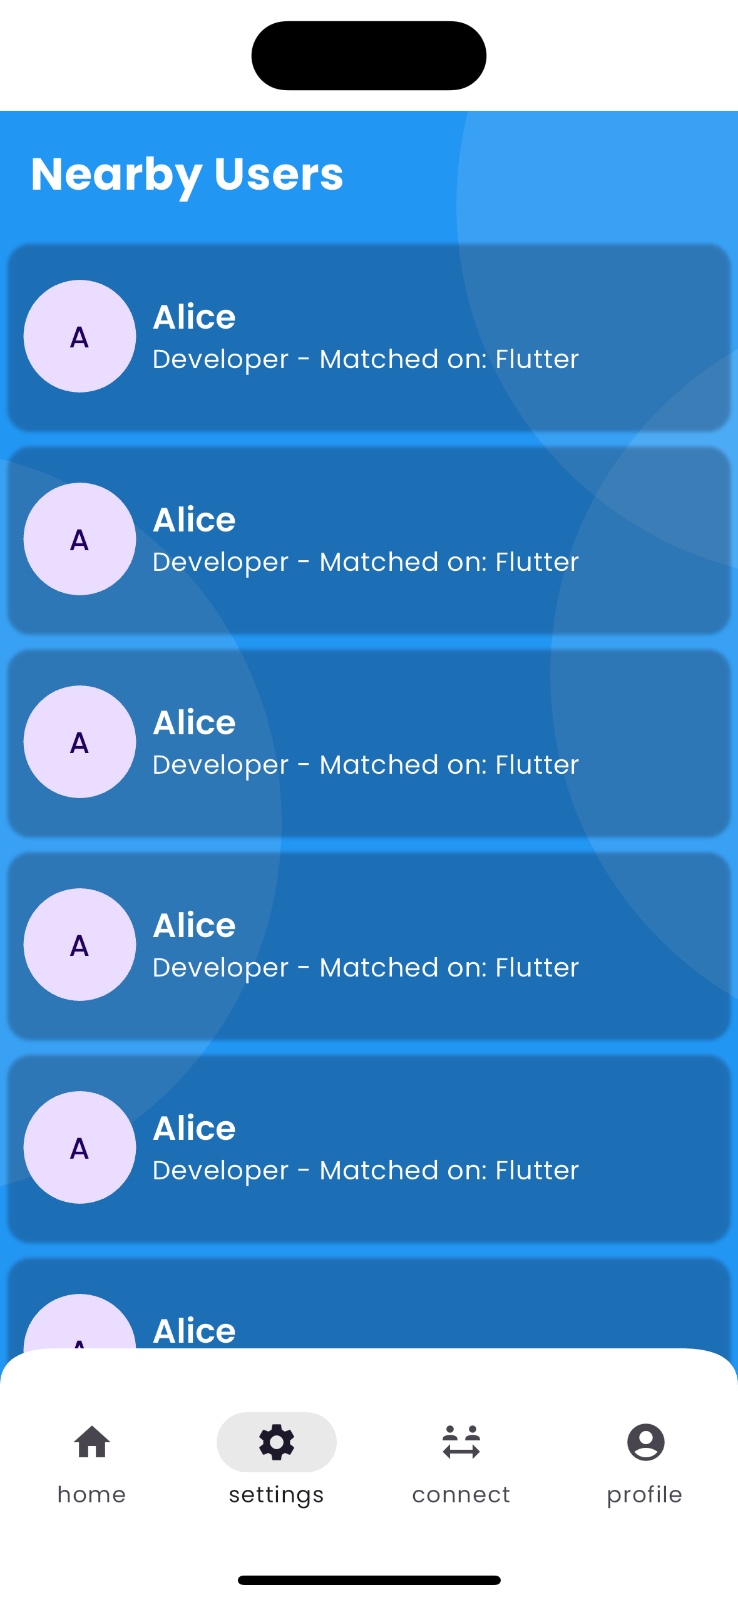 Nearby Users
A
Alice
Developer - Matched on: Flutter
A
Alice
Developer - Matched on: Flutter
A
Alice
Developer - Matched on: Flutter
A
Alice
Developer - Matched on: Flutter
A
Alice
Developer - Matched on: Flutter
A
Alice
home
settings
connect
profile